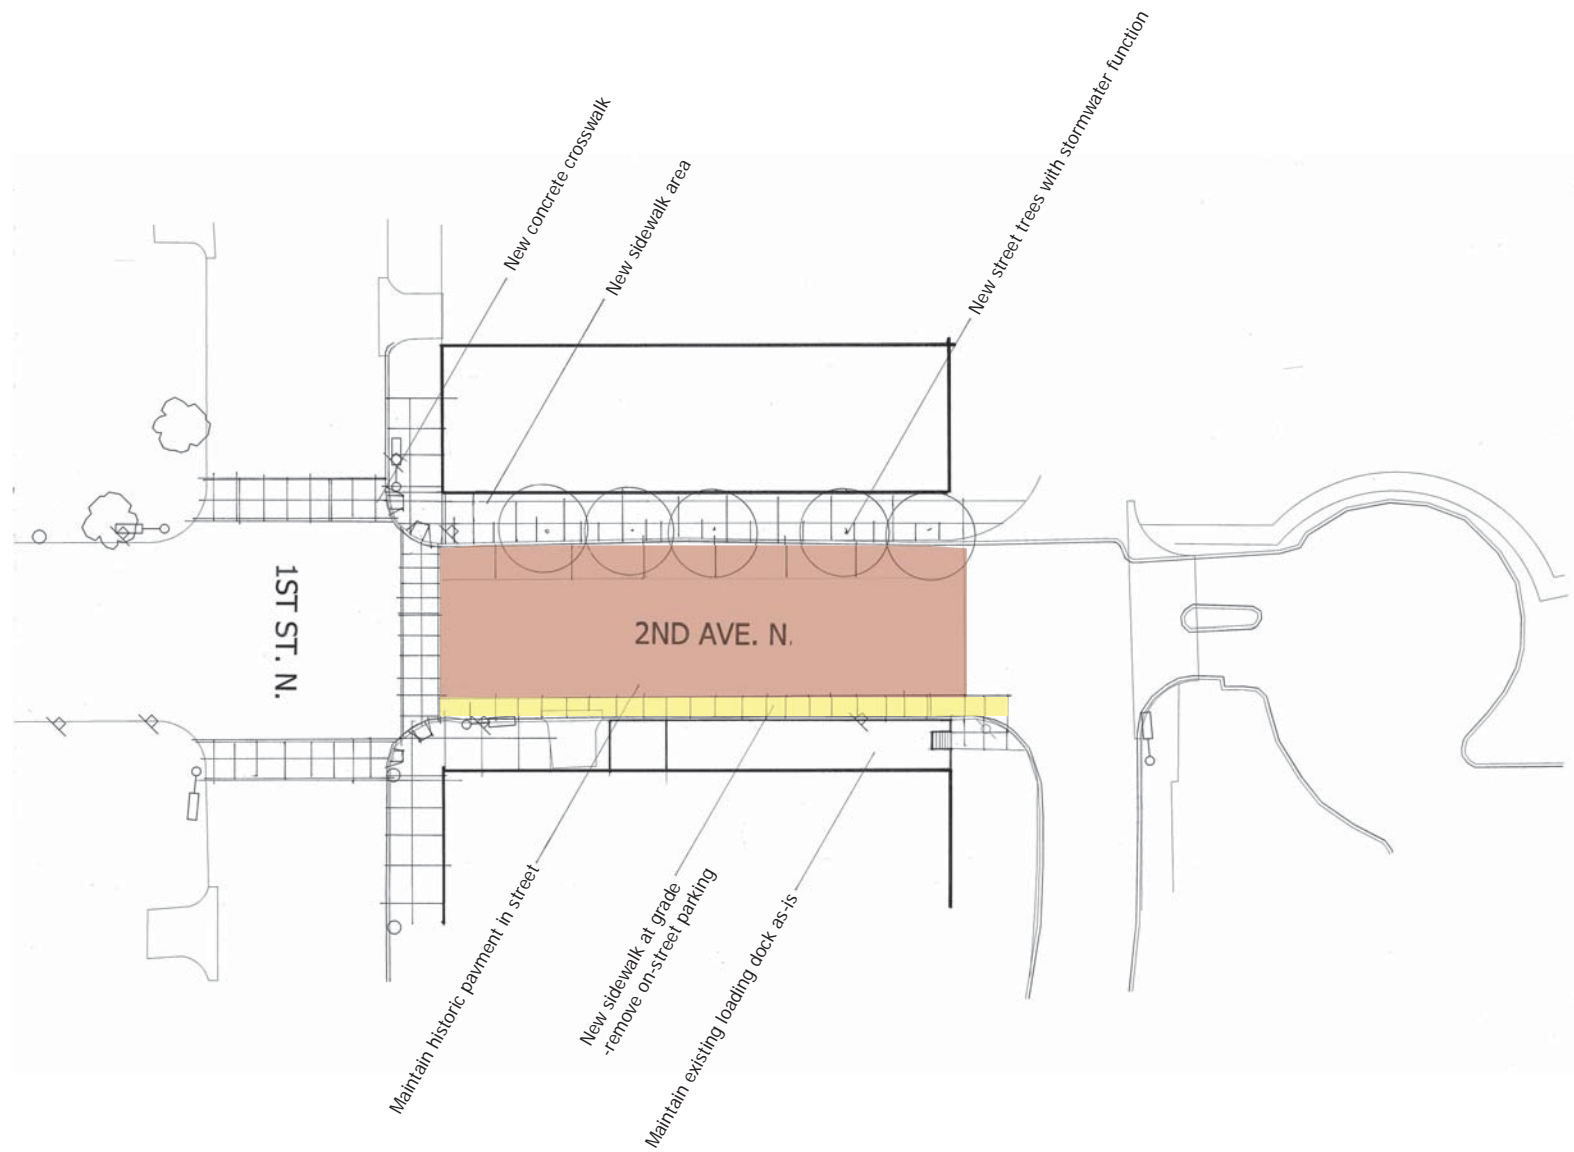 New concrete crosswalk
New sidewalk area
New street trees with stormwater function
1ST ST. N.
2ND AVE. N.
Maintain historic pavment in street
New sidewalk at grade
-remove on-street parking
Maintain existing loading dock as-is